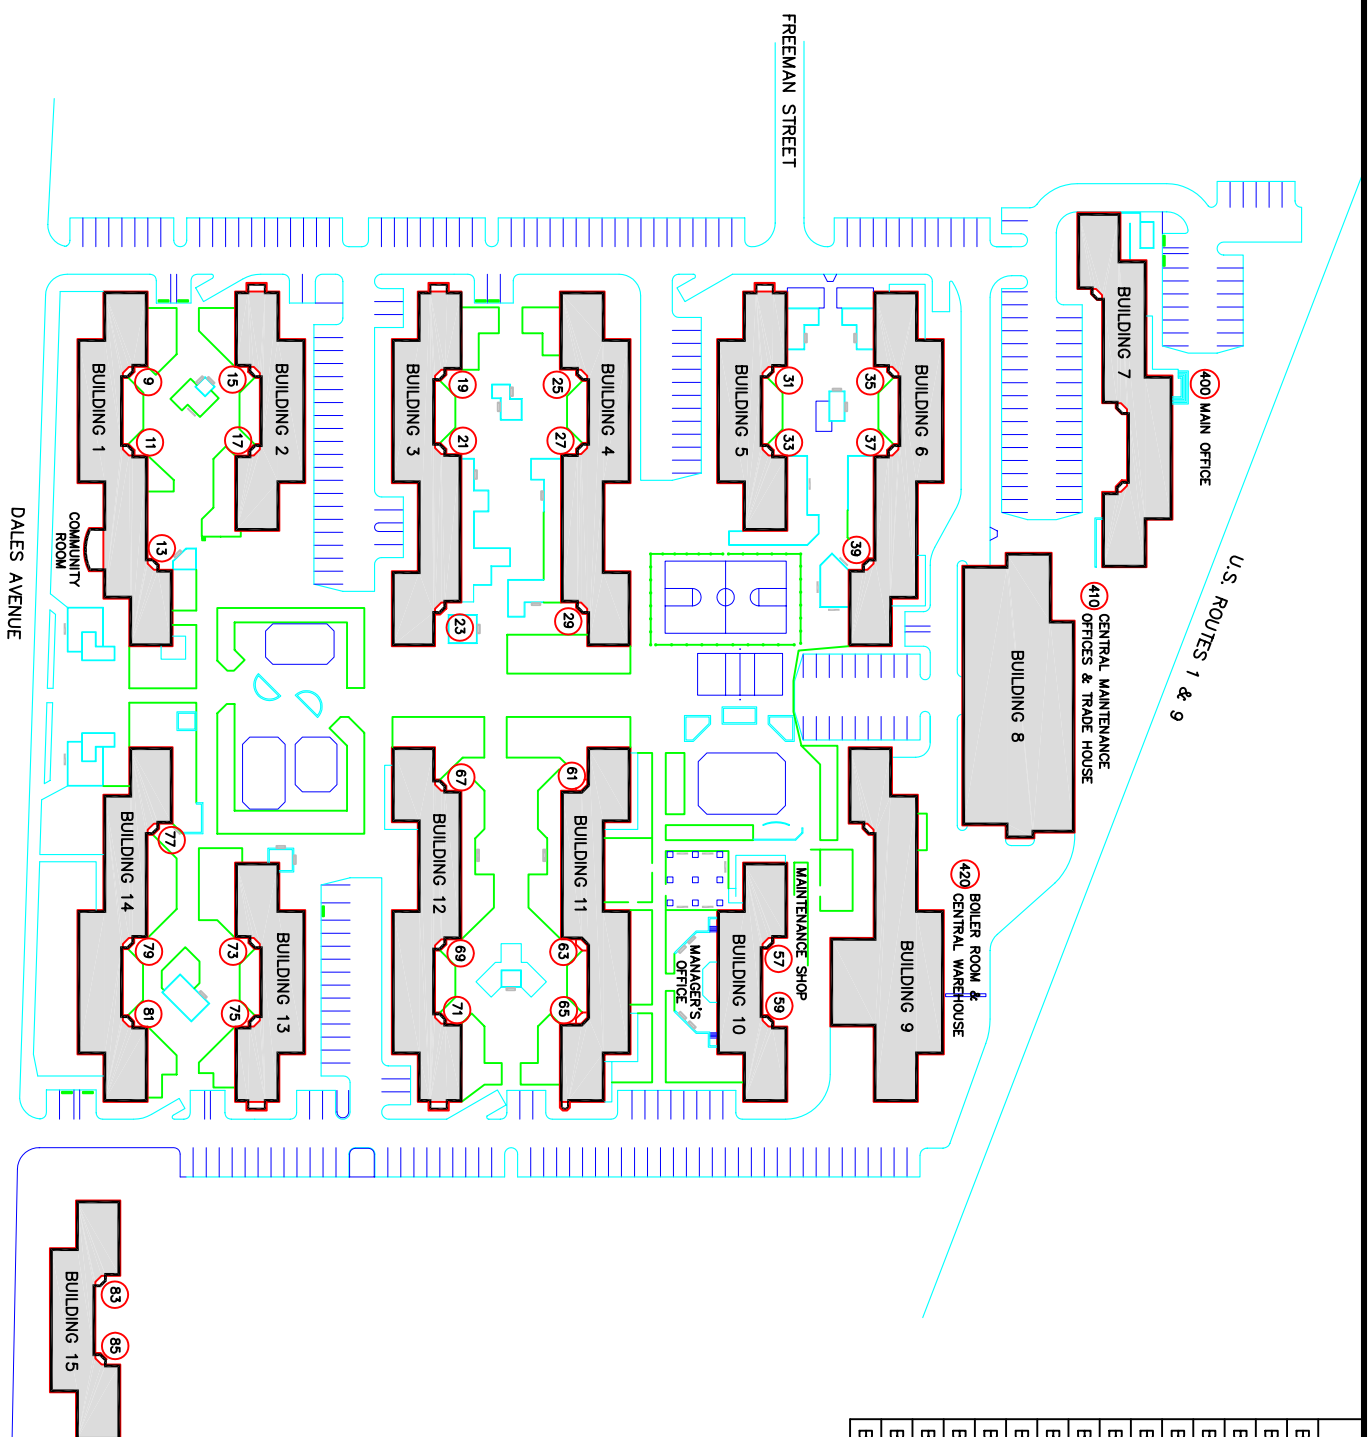 FREEMAN STREET
U.S. ROUTES 1 & 9
DALES AVENUE
BUILDING 7
400 MAIN OFFICE
410 CENTRAL MAINTENANCE
OFFICES & TRADE HOUSE
BUILDING 8
420 BOILER ROOM &
CENTRAL WAREHOUSE
BUILDING 9
BUILDING 6
35
37
39
BUILDING 5
31
33
BUILDING 4
25
27
29
BUILDING 3
19
21
23
BUILDING 2
15
17
BUILDING 1
9
11
13
COMMUNITY
ROOM
MAINTENANCE SHOP
57
59
BUILDING 10
MANAGER'S
OFFICE
BUILDING 11
61
63
65
BUILDING 12
67
69
71
BUILDING 13
73
75
BUILDING 14
77
79
81
BUILDING 15
83
85